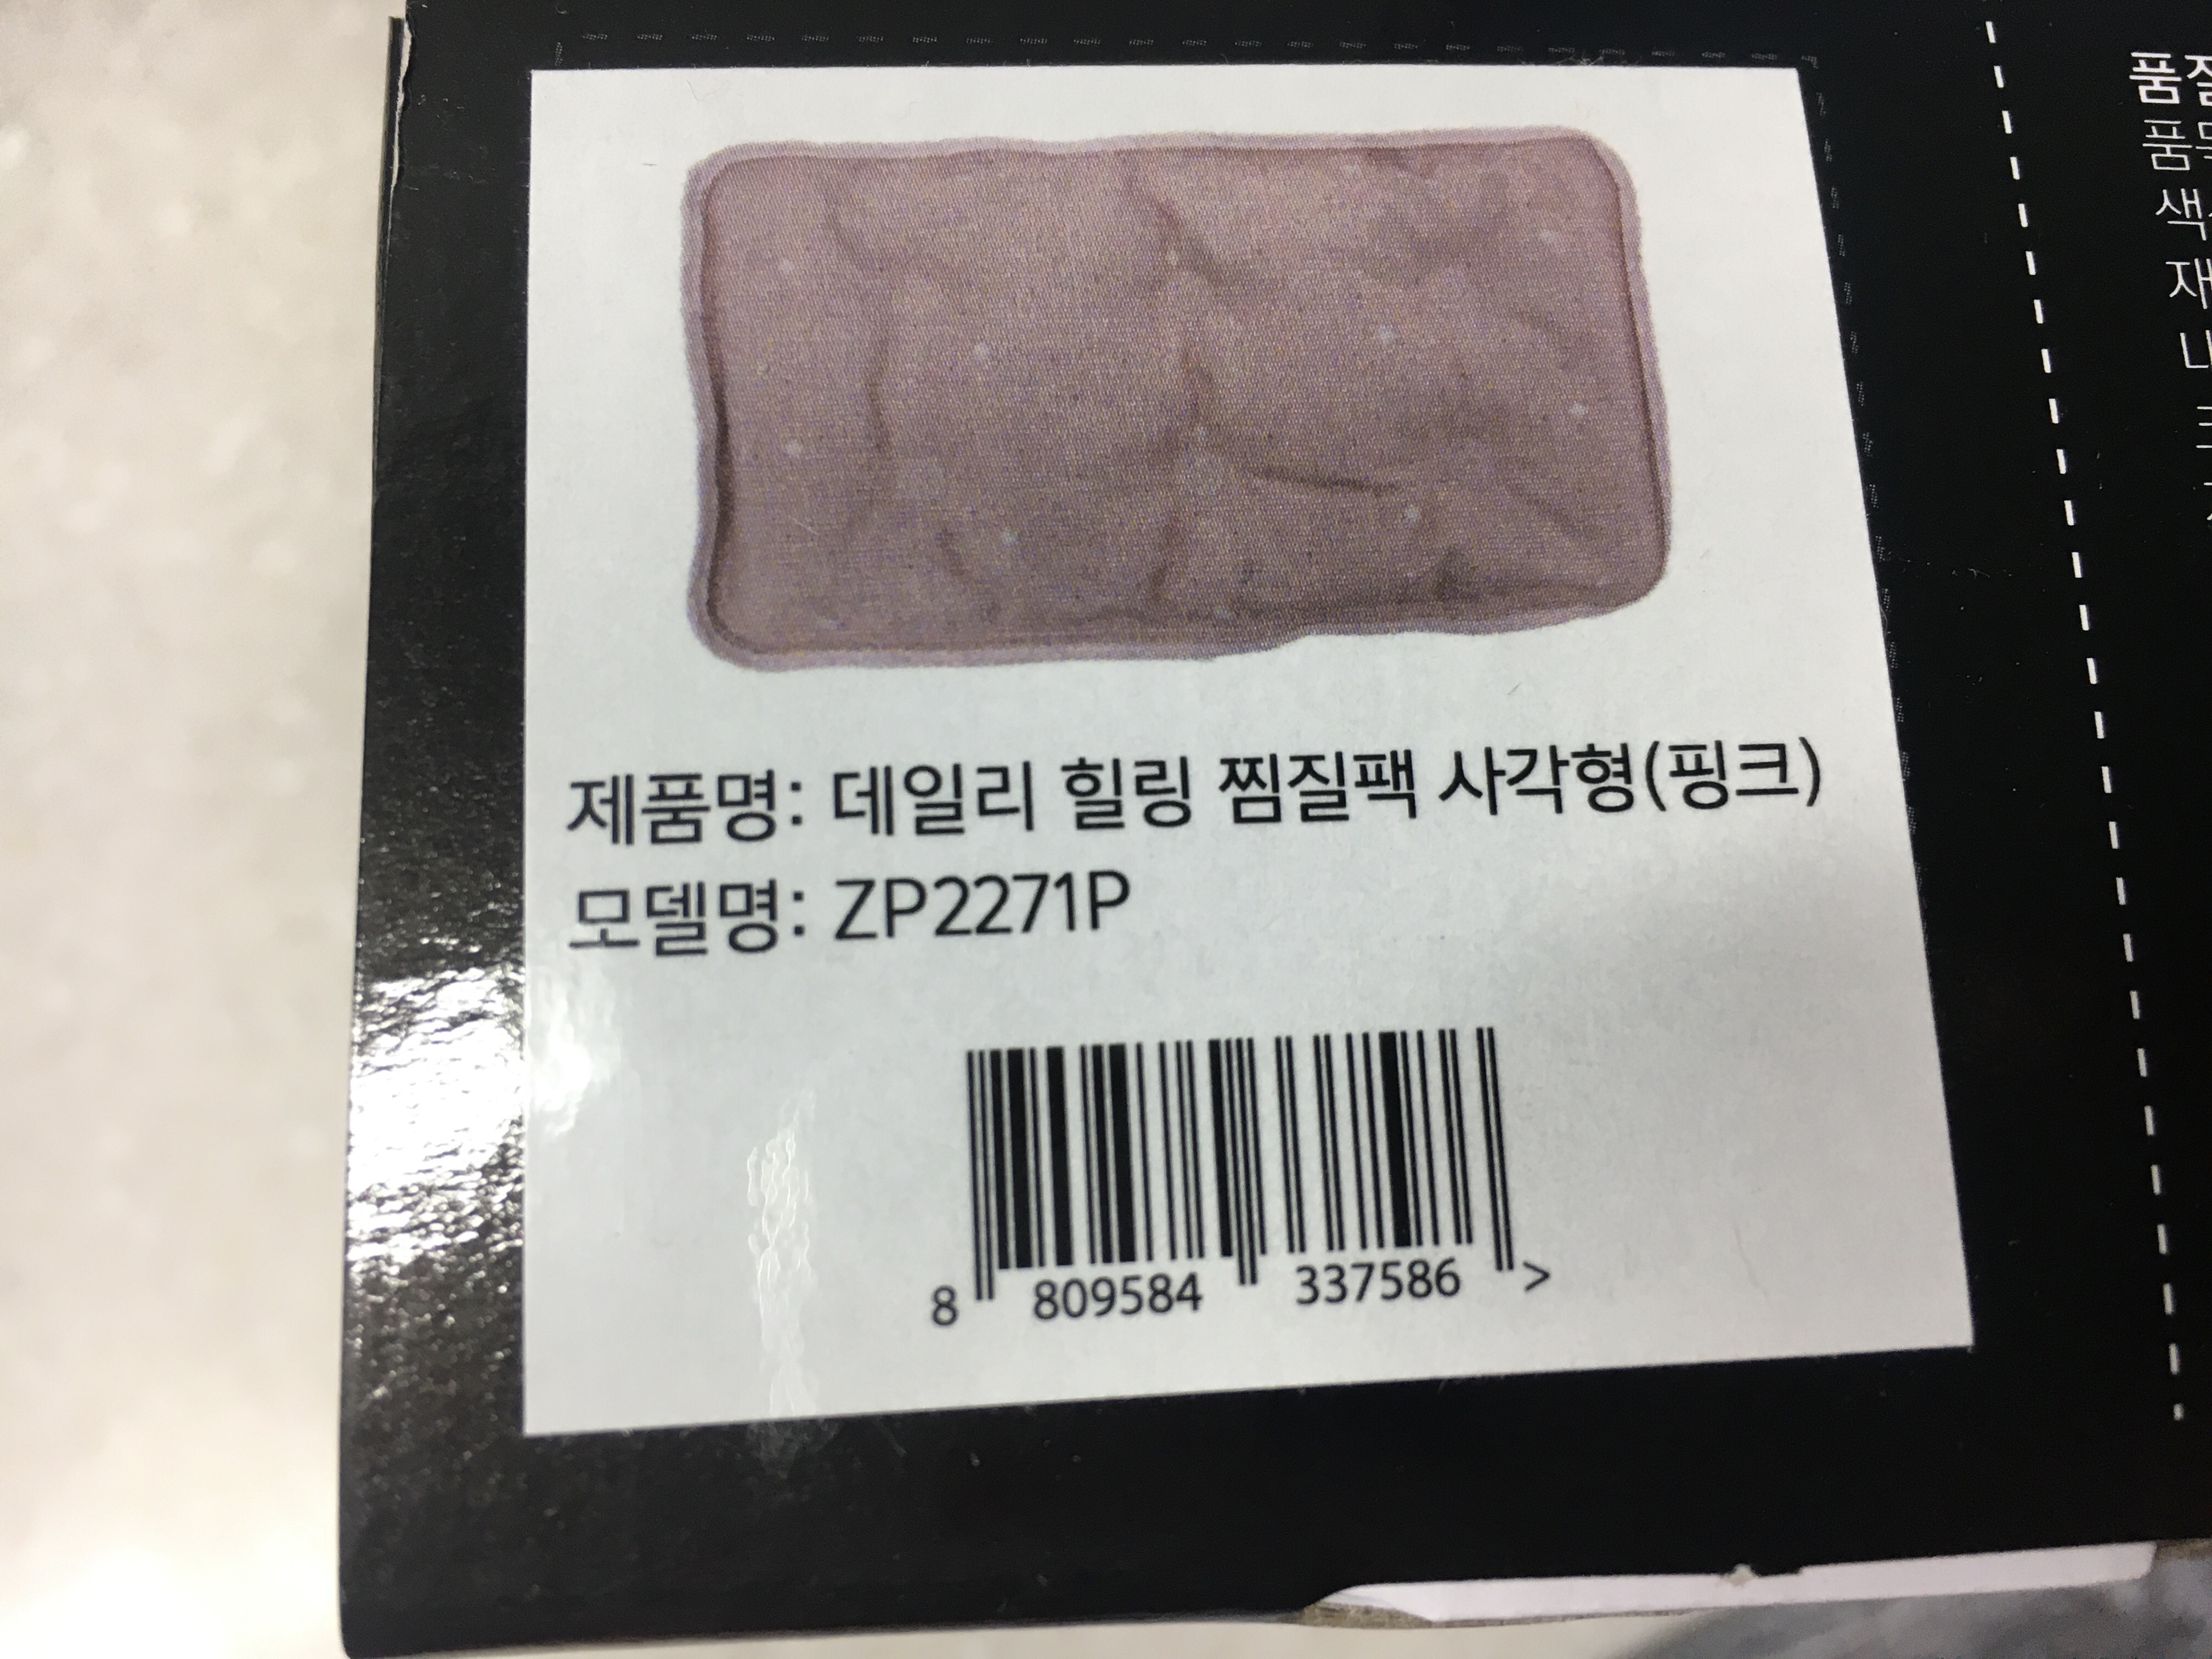 제품명: 데일리 힐링 찜질팩 사각형(핑크)
모델명: ZP2271P
8 809584 337586 >